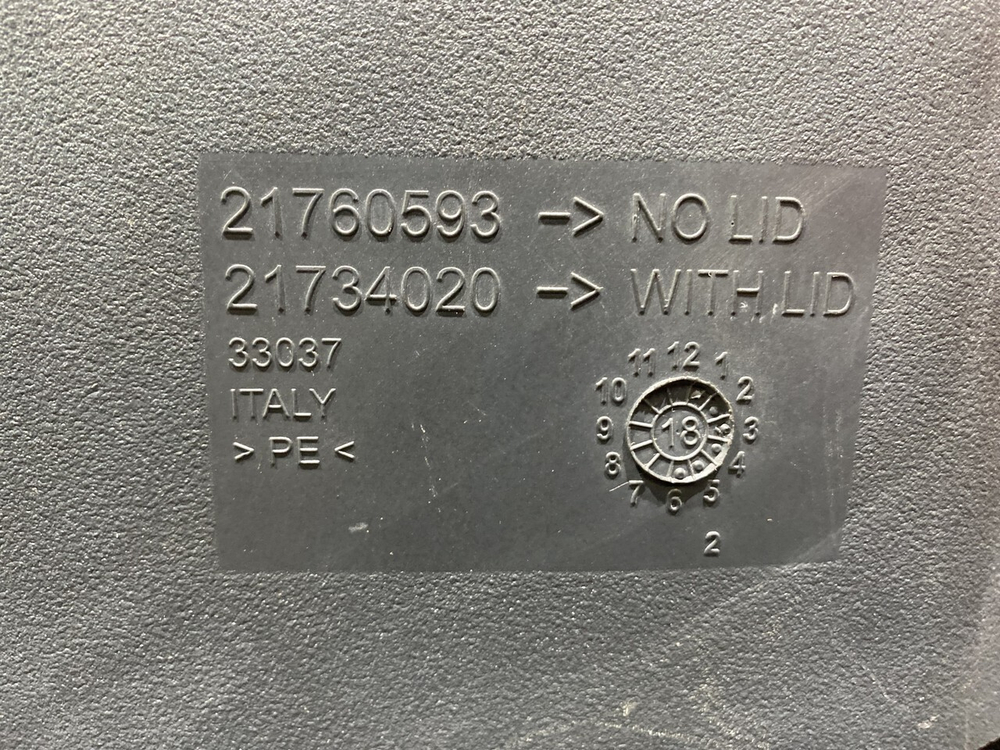 21760593 -> NO LID
21734020 -> WITH LID
33037
ITALY
> PE <
11 12 1
10 2
9 18 3
8 4
7 6 5
2